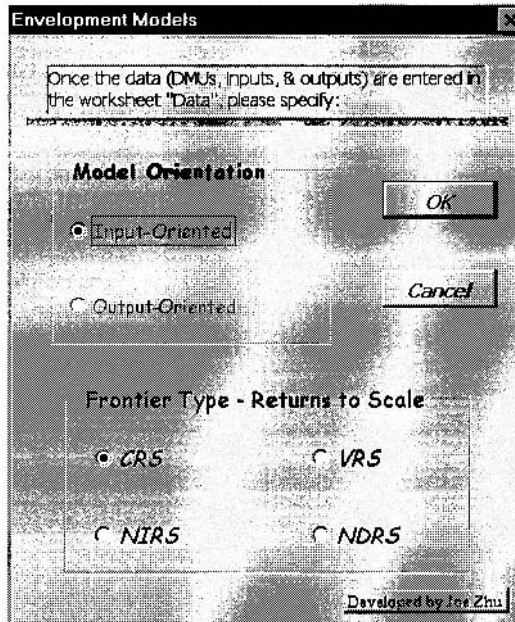 Envelopment Models
Once the data (DMUs, inputs, & outputs) are entered in
the worksheet "Data", please specify:
Model Orientation
Input-Oriented
OK
Output-Oriented
Cancel
Frontier Type - Returns to Scale
CRS
VRS
NIRS
NDRS
Developed by Joe Zhu